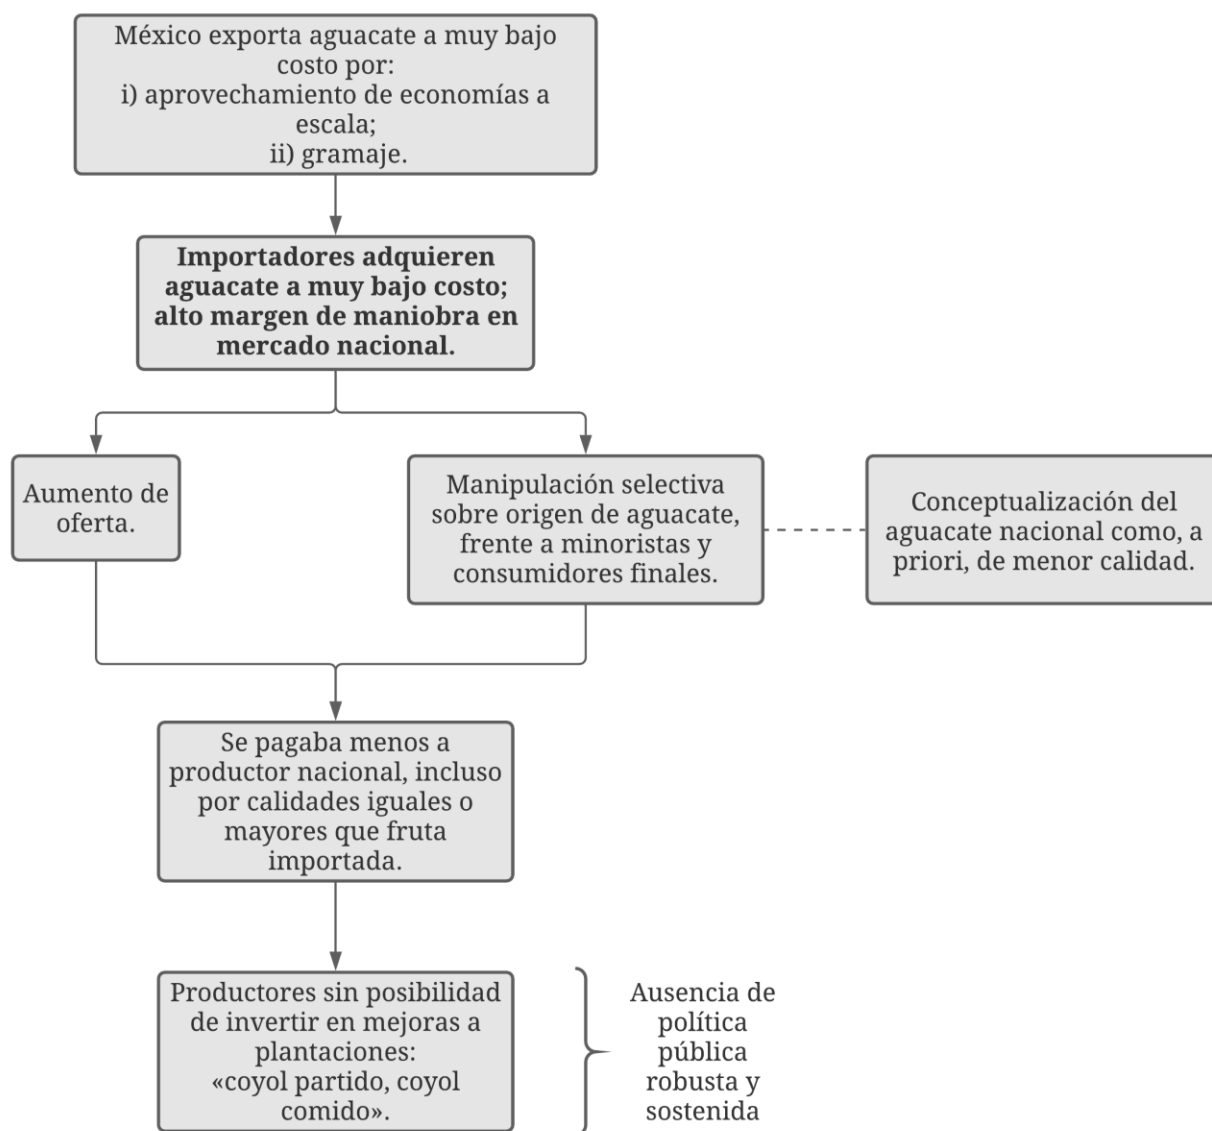 México exporta aguacate a muy bajo
costo por:
i) aprovechamiento de economías a
escala;
ii) gramaje.
Importadores adquieren
aguacate a muy bajo costo;
alto margen de maniobra en
mercado nacional.
Aumento de
oferta.
Manipulación selectiva
sobre origen de aguacate,
frente a minoristas y
consumidores finales.
Conceptualización del
aguacate nacional como, a
priori, de menor calidad.
Se pagaba menos a
productor nacional, incluso
por calidades iguales o
mayores que fruta
importada.
Productores sin posibilidad
de invertir en mejoras a
plantaciones:
«coyol partido, coyol
comido».
Ausencia de
política
pública
robusta y
sostenida